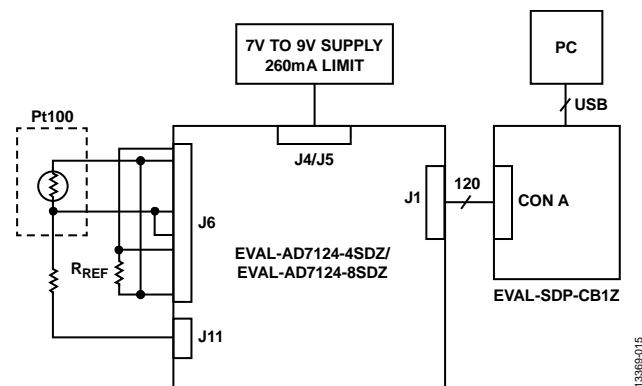 7V TO 9V SUPPLY
260mA LIMIT
PC
USB
Pt100
J4/J5
J1
120
CON A
J6
RREF
EVAL-AD7124-4SDZ/
EVAL-AD7124-8SDZ
EVAL-SDP-CB1Z
J11
13369-015